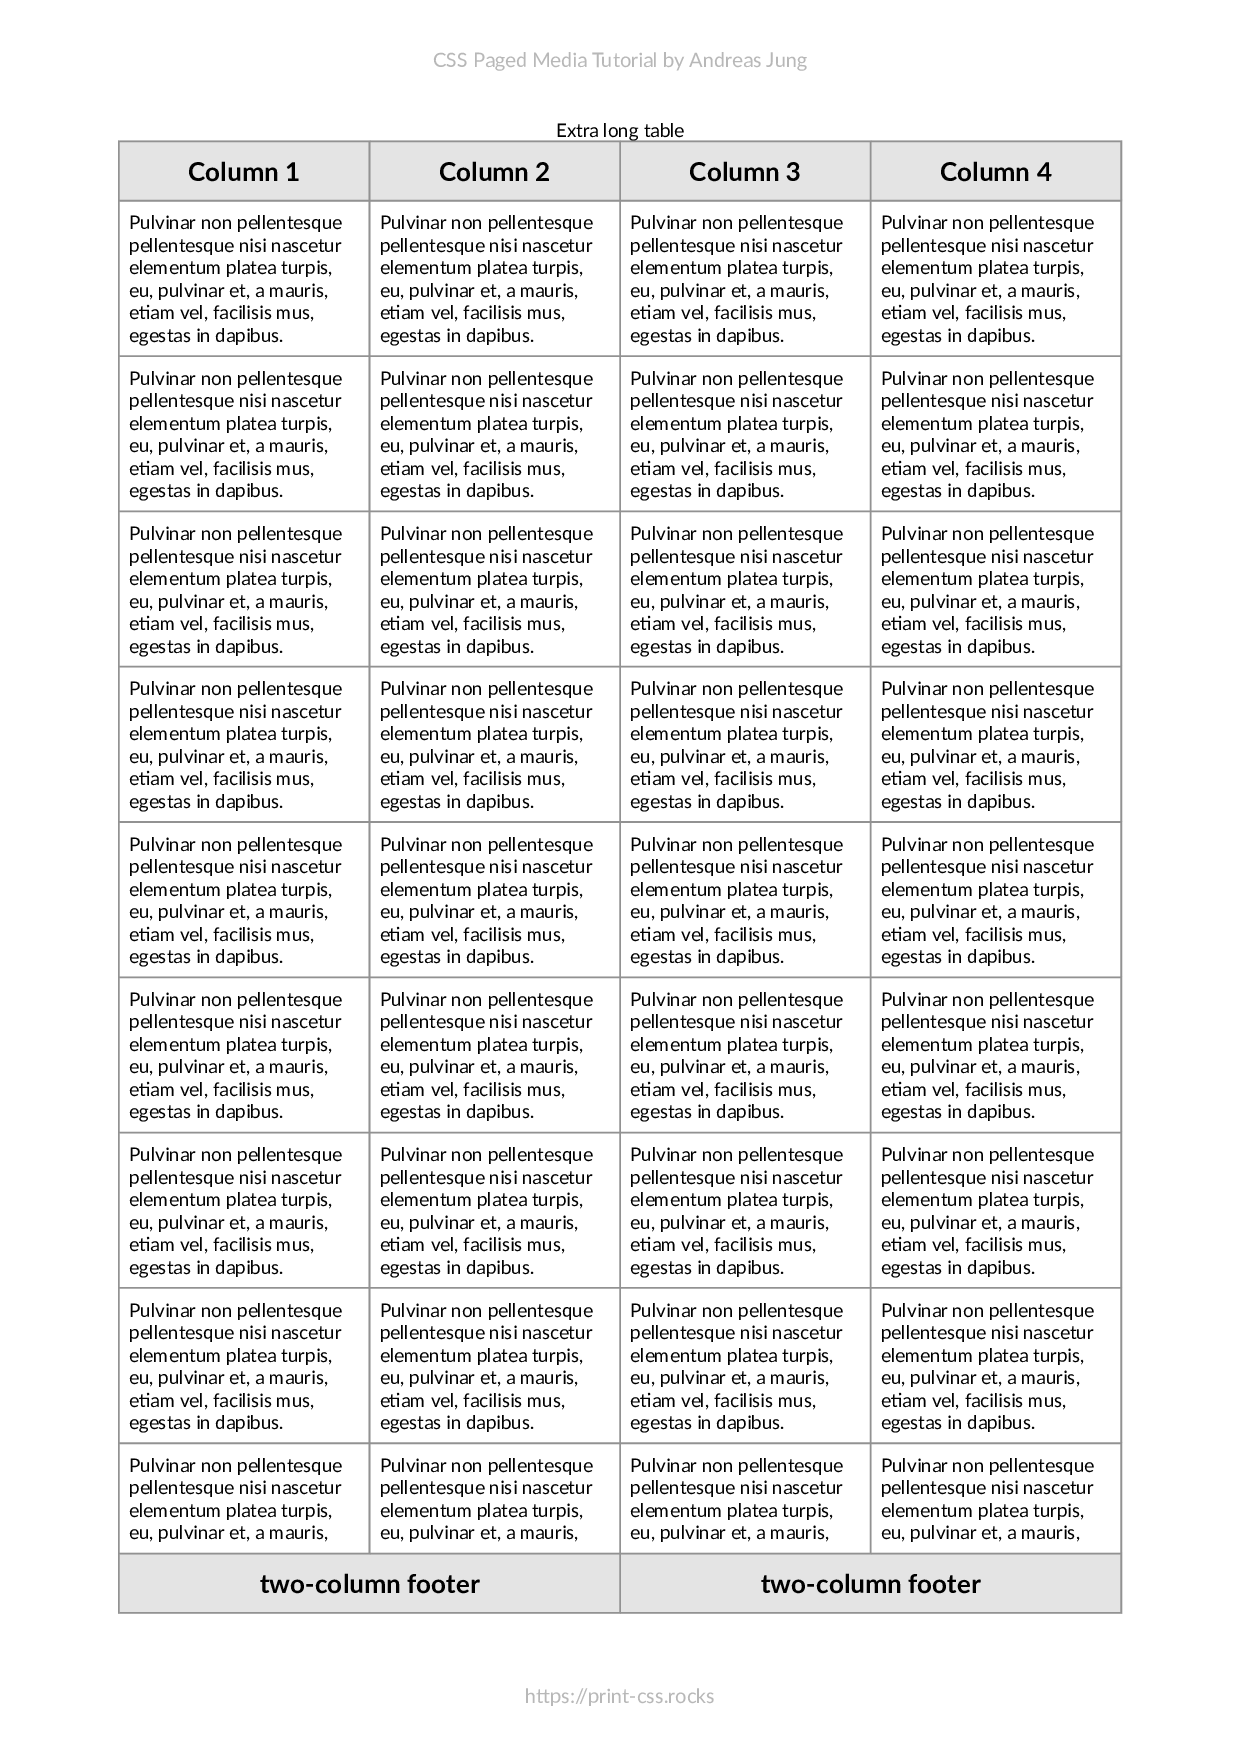 CSS Paged Media Tutorial by Andreas Jung
Extra long table
Column 1 Column 2 Column 3 Column 4
Pulvinar non pellentesque Pulvinar non pellentesque Pulvinar non pellentesque Pulvinar non pellentesque
pellentesque nisi nascetur pellentesque nisi nascetur pellentesque nisi nascetur pellentesque nisi nascetur
elementum platea turpis, elementum platea turpis, elementum platea turpis, elementum platea turpis,
eu, pulvinar et, a mauris, eu, pulvinar et, a mauris, eu, pulvinar et, a mauris, eu, pulvinar et, a mauris,
etiam vel, facilisis mus, etiam vel, facilisis mus, etiam vel, facilisis mus, etiam vel, facilisis mus,
egestas in dapibus. egestas in dapibus. egestas in dapibus. egestas in dapibus.
Pulvinar non pellentesque Pulvinar non pellentesque Pulvinar non pellentesque Pulvinar non pellentesque
pellentesque nisi nascetur pellentesque nisi nascetur pellentesque nisi nascetur pellentesque nisi nascetur
elementum platea turpis, elementum platea turpis, elementum platea turpis, elementum platea turpis,
eu, pulvinar et, a mauris, eu, pulvinar et, a mauris, eu, pulvinar et, a mauris, eu, pulvinar et, a mauris,
etiam vel, facilisis mus, etiam vel, facilisis mus, etiam vel, facilisis mus, etiam vel, facilisis mus,
egestas in dapibus. egestas in dapibus. egestas in dapibus. egestas in dapibus.
Pulvinar non pellentesque Pulvinar non pellentesque Pulvinar non pellentesque Pulvinar non pellentesque
pellentesque nisi nascetur pellentesque nisi nascetur pellentesque nisi nascetur pellentesque nisi nascetur
elementum platea turpis, elementum platea turpis, elementum platea turpis, elementum platea turpis,
eu, pulvinar et, a mauris, eu, pulvinar et, a mauris, eu, pulvinar et, a mauris, eu, pulvinar et, a mauris,
etiam vel, facilisis mus, etiam vel, facilisis mus, etiam vel, facilisis mus, etiam vel, facilisis mus,
egestas in dapibus. egestas in dapibus. egestas in dapibus. egestas in dapibus.
Pulvinar non pellentesque Pulvinar non pellentesque Pulvinar non pellentesque Pulvinar non pellentesque
pellentesque nisi nascetur pellentesque nisi nascetur pellentesque nisi nascetur pellentesque nisi nascetur
elementum platea turpis, elementum platea turpis, elementum platea turpis, elementum platea turpis,
eu, pulvinar et, a mauris, eu, pulvinar et, a mauris, eu, pulvinar et, a mauris, eu, pulvinar et, a mauris,
etiam vel, facilisis mus, etiam vel, facilisis mus, etiam vel, facilisis mus, etiam vel, facilisis mus,
egestas in dapibus. egestas in dapibus. egestas in dapibus. egestas in dapibus.
Pulvinar non pellentesque Pulvinar non pellentesque Pulvinar non pellentesque Pulvinar non pellentesque
pellentesque nisi nascetur pellentesque nisi nascetur pellentesque nisi nascetur pellentesque nisi nascetur
elementum platea turpis, elementum platea turpis, elementum platea turpis, elementum platea turpis,
eu, pulvinar et, a mauris, eu, pulvinar et, a mauris, eu, pulvinar et, a mauris, eu, pulvinar et, a mauris,
etiam vel, facilisis mus, etiam vel, facilisis mus, etiam vel, facilisis mus, etiam vel, facilisis mus,
egestas in dapibus. egestas in dapibus. egestas in dapibus. egestas in dapibus.
Pulvinar non pellentesque Pulvinar non pellentesque Pulvinar non pellentesque Pulvinar non pellentesque
pellentesque nisi nascetur pellentesque nisi nascetur pellentesque nisi nascetur pellentesque nisi nascetur
elementum platea turpis, elementum platea turpis, elementum platea turpis, elementum platea turpis,
eu, pulvinar et, a mauris, eu, pulvinar et, a mauris, eu, pulvinar et, a mauris, eu, pulvinar et, a mauris,
etiam vel, facilisis mus, etiam vel, facilisis mus, etiam vel, facilisis mus, etiam vel, facilisis mus,
egestas in dapibus. egestas in dapibus. egestas in dapibus. egestas in dapibus.
Pulvinar non pellentesque Pulvinar non pellentesque Pulvinar non pellentesque Pulvinar non pellentesque
pellentesque nisi nascetur pellentesque nisi nascetur pellentesque nisi nascetur pellentesque nisi nascetur
elementum platea turpis, elementum platea turpis, elementum platea turpis, elementum platea turpis,
eu, pulvinar et, a mauris, eu, pulvinar et, a mauris, eu, pulvinar et, a mauris, eu, pulvinar et, a mauris,
etiam vel, facilisis mus, etiam vel, facilisis mus, etiam vel, facilisis mus, etiam vel, facilisis mus,
egestas in dapibus. egestas in dapibus. egestas in dapibus. egestas in dapibus.
Pulvinar non pellentesque Pulvinar non pellentesque Pulvinar non pellentesque Pulvinar non pellentesque
pellentesque nisi nascetur pellentesque nisi nascetur pellentesque nisi nascetur pellentesque nisi nascetur
elementum platea turpis, elementum platea turpis, elementum platea turpis, elementum platea turpis,
eu, pulvinar et, a mauris, eu, pulvinar et, a mauris, eu, pulvinar et, a mauris, eu, pulvinar et, a mauris,
etiam vel, facilisis mus, etiam vel, facilisis mus, etiam vel, facilisis mus, etiam vel, facilisis mus,
egestas in dapibus. egestas in dapibus. egestas in dapibus. egestas in dapibus.
Pulvinar non pellentesque Pulvinar non pellentesque Pulvinar non pellentesque Pulvinar non pellentesque
pellentesque nisi nascetur pellentesque nisi nascetur pellentesque nisi nascetur pellentesque nisi nascetur
elementum platea turpis, elementum platea turpis, elementum platea turpis, elementum platea turpis,
eu, pulvinar et, a mauris, eu, pulvinar et, a mauris, eu, pulvinar et, a mauris, eu, pulvinar et, a mauris,
two-column footer two-column footer
https://print-css.rocks